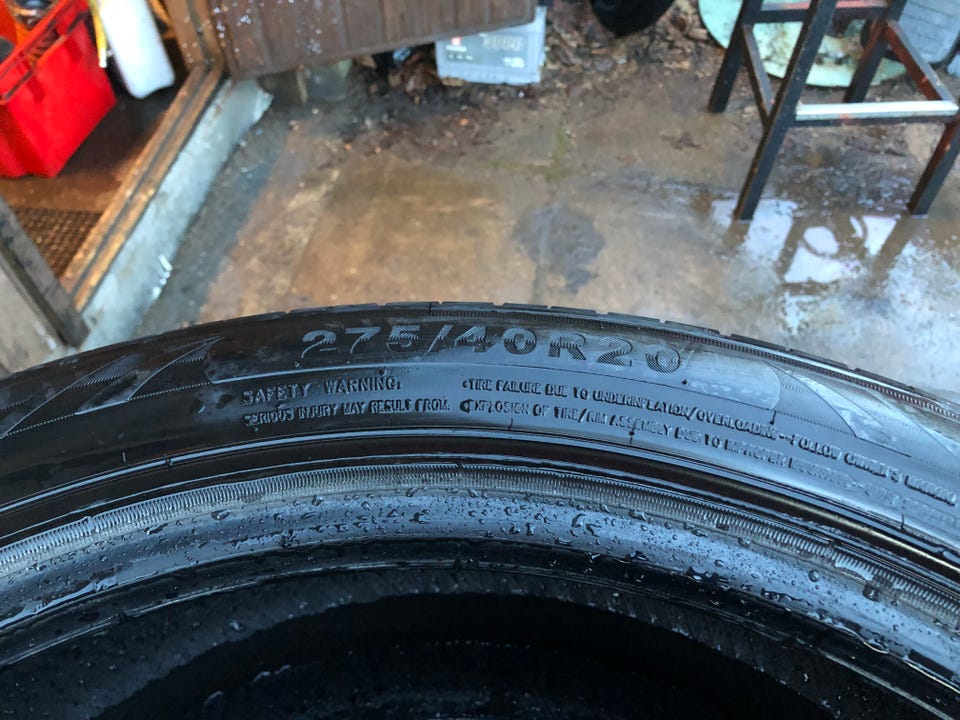 275/40R20
SAFETY WARNING:
SERIOUS INJURY MAY RESULT FROM:
•TIRE FAILURE DUE TO UNDERINFLATION/OVERLOADING-FOLLOW OWNER'S MANUAL
•EXPLOSION OF TIRE/RIM ASSEMBLY DUE TO IMPROPER MOUNTING